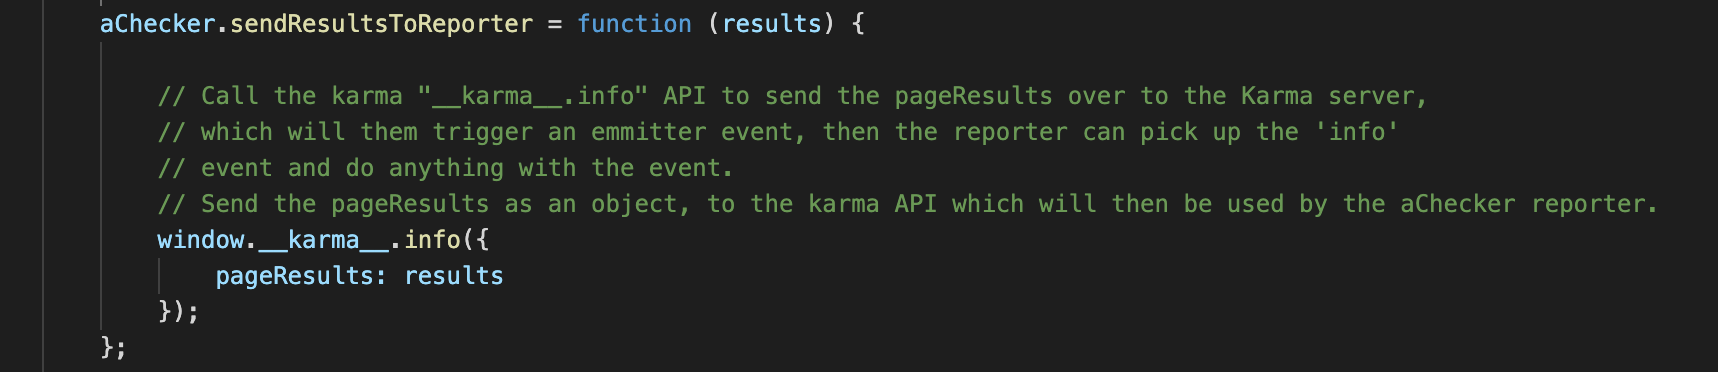 aChecker.sendResultsToReporter = function (results) {
// Call the karma "__karma__.info" API to send the pageResults over to the Karma server,
// which will them trigger an emmitter event, then the reporter can pick up the 'info'
// event and do anything with the event.
// Send the pageResults as an object, to the karma API which will then be used by the aChecker reporter.
window.__karma__.info({
pageResults: results
});
};